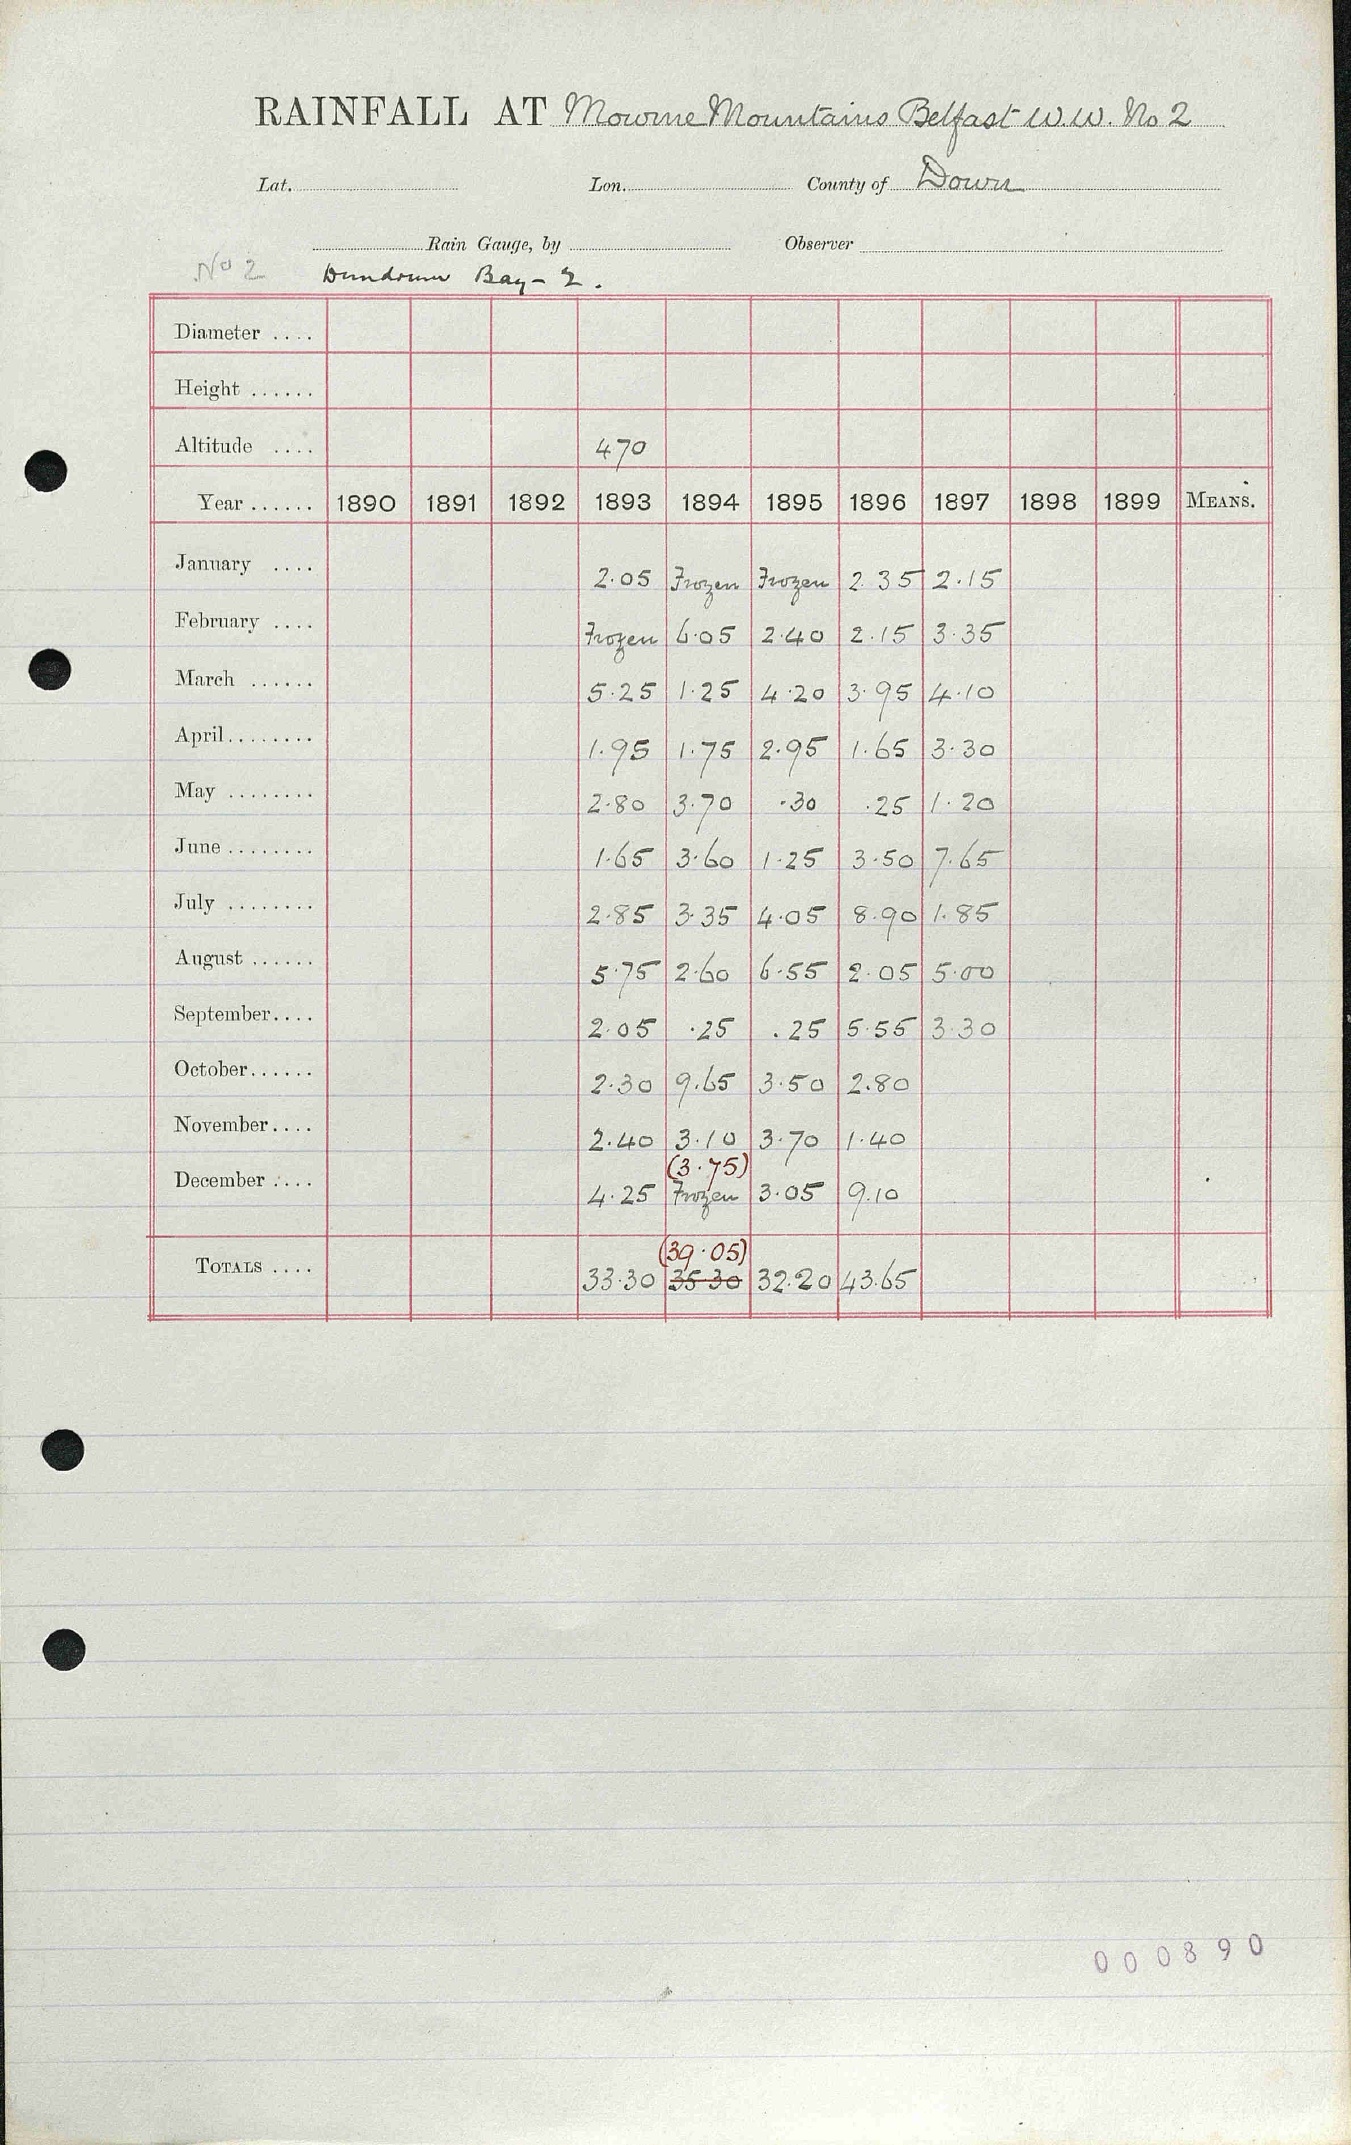 RAINFALL AT Mourne Mountains Belfast W.W. No 2
Lat. Lon. County of Down
Rain Gauge, by Observer
No 2 Bay - 2.
Diameter ....
Height ......
Altitude .... 470
Year ...... 1890 1891 1892 1893 1894 1895 1896 1897 1898 1899 MEANS.
January .... 2.05 Frozen Frozen 2.35 2.15
February .... Frozen 6.05 2.40 2.15 3.35
March ...... 5.25 1.25 4.20 3.95 4.10
April........ 1.95 1.75 2.95 1.65 3.30
May ........ 2.80 3.70 .30 .25 1.20
June ........ 1.65 3.60 1.25 3.50 7.65
July ........ 2.85 3.35 4.05 8.90 1.85
August ...... 5.75 2.60 6.55 2.05 5.00
September.... 2.05 .25 .25 5.55 3.30
October...... 2.30 9.65 3.50 2.80
November.... 2.40 3.10 3.70 1.40
(3.75)
December .... 4.25 Frozen 3.05 9.10
(39.05)
TOTALS .... 33.30 35.30 32.20 43.65
000890